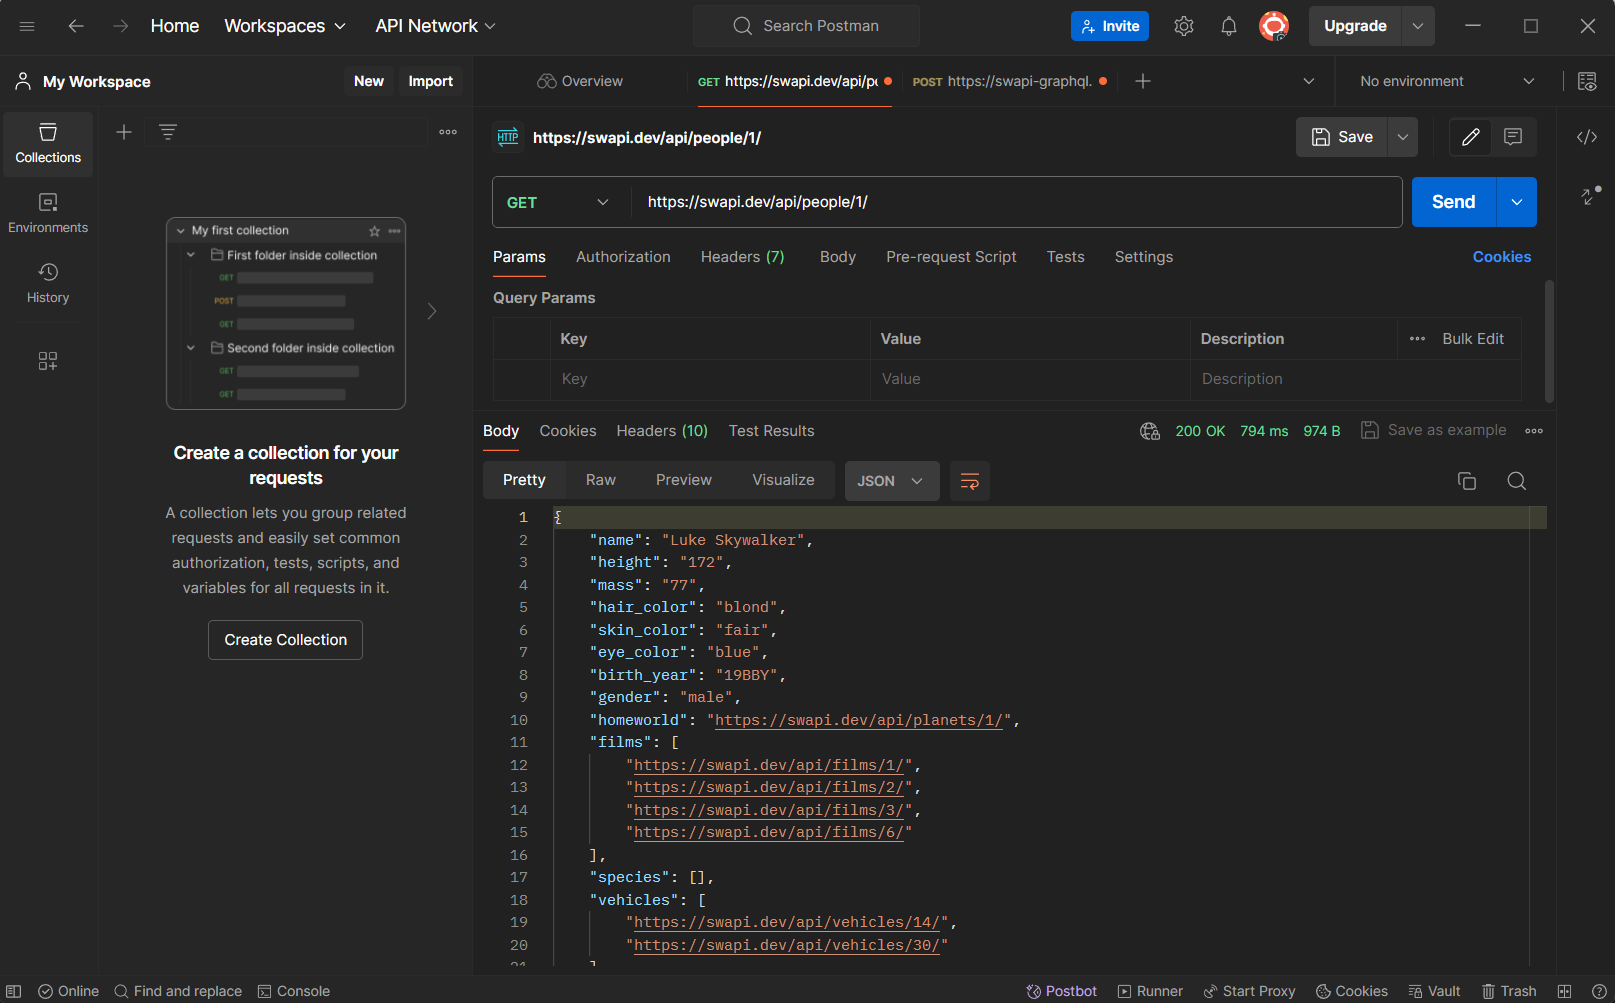 Home Workspaces API Network Search Postman Invite Upgrade
My Workspace New Import Overview GET https://swapi.dev/api/pe POST https://swapi-graphql. No environment
Collections
Environments
History
My first collection
First folder inside collection
GET
POST
GET
Second folder inside collection
GET
GET
Create a collection for your
requests
A collection lets you group related
requests and easily set common
authorization, tests, scripts, and
variables for all requests in it.
Create Collection
HTTP https://swapi.dev/api/people/1/ Save
GET https://swapi.dev/api/people/1/ Send
Params Authorization Headers (7) Body Pre-request Script Tests Settings Cookies
Query Params
Key Value Description Bulk Edit
Key Value Description
Body Cookies Headers (10) Test Results 200 OK 794 ms 974 B Save as example
Pretty Raw Preview Visualize JSON
1 {
2 "name": "Luke Skywalker",
3 "height": "172",
4 "mass": "77",
5 "hair_color": "blond",
6 "skin_color": "fair",
7 "eye_color": "blue",
8 "birth_year": "19BBY",
9 "gender": "male",
10 "homeworld": "https://swapi.dev/api/planets/1/",
11 "films": [
12 "https://swapi.dev/api/films/1/",
13 "https://swapi.dev/api/films/2/",
14 "https://swapi.dev/api/films/3/",
15 "https://swapi.dev/api/films/6/"
16 ],
17 "species": [],
18 "vehicles": [
19 "https://swapi.dev/api/vehicles/14/",
20 "https://swapi.dev/api/vehicles/30/"
21 ]
Online Find and replace Console Postbot Runner Start Proxy Cookies Vault Trash